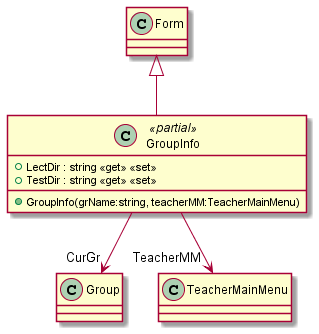 C Form
C «partial»
GroupInfo
LectDir : string «get» «set»
TestDir : string «get» «set»
GroupInfo(grName:string, teacherMM:TeacherMainMenu)
CurGr
TeacherMM
C Group
C TeacherMainMenu